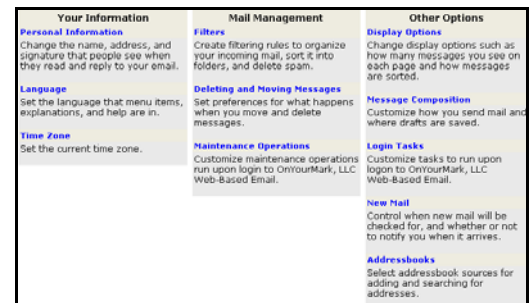 Your Information
Personal Information
Change the name, address, and
signature that people see when
they read and reply to your email.
Language
Set the language that menu items,
explanations, and help are in.
Time Zone
Set the current time zone.
Mail Management
Filters
Create filtering rules to organize
your incoming mail, sort it into
folders, and delete spam.
Deleting and Moving Messages
Set preferences for what happens
when you move and delete
messages.
Maintenance Operations
Customize maintenance operations
run upon login to OnYourMark, LLC
Web-Based Email.
Other Options
Display Options
Change display options such as
how many messages you see on
each page and how messages
are sorted.
Message Composition
Customize how you send mail and
where drafts are saved.
Login Tasks
Customize tasks to run upon
logon to OnYourMark, LLC
Web-Based Email.
New Mail
Control when new mail will be
checked for, and whether or not
to notify you when it arrives.
Addressbooks
Select addressbook sources for
adding and searching for
addresses.